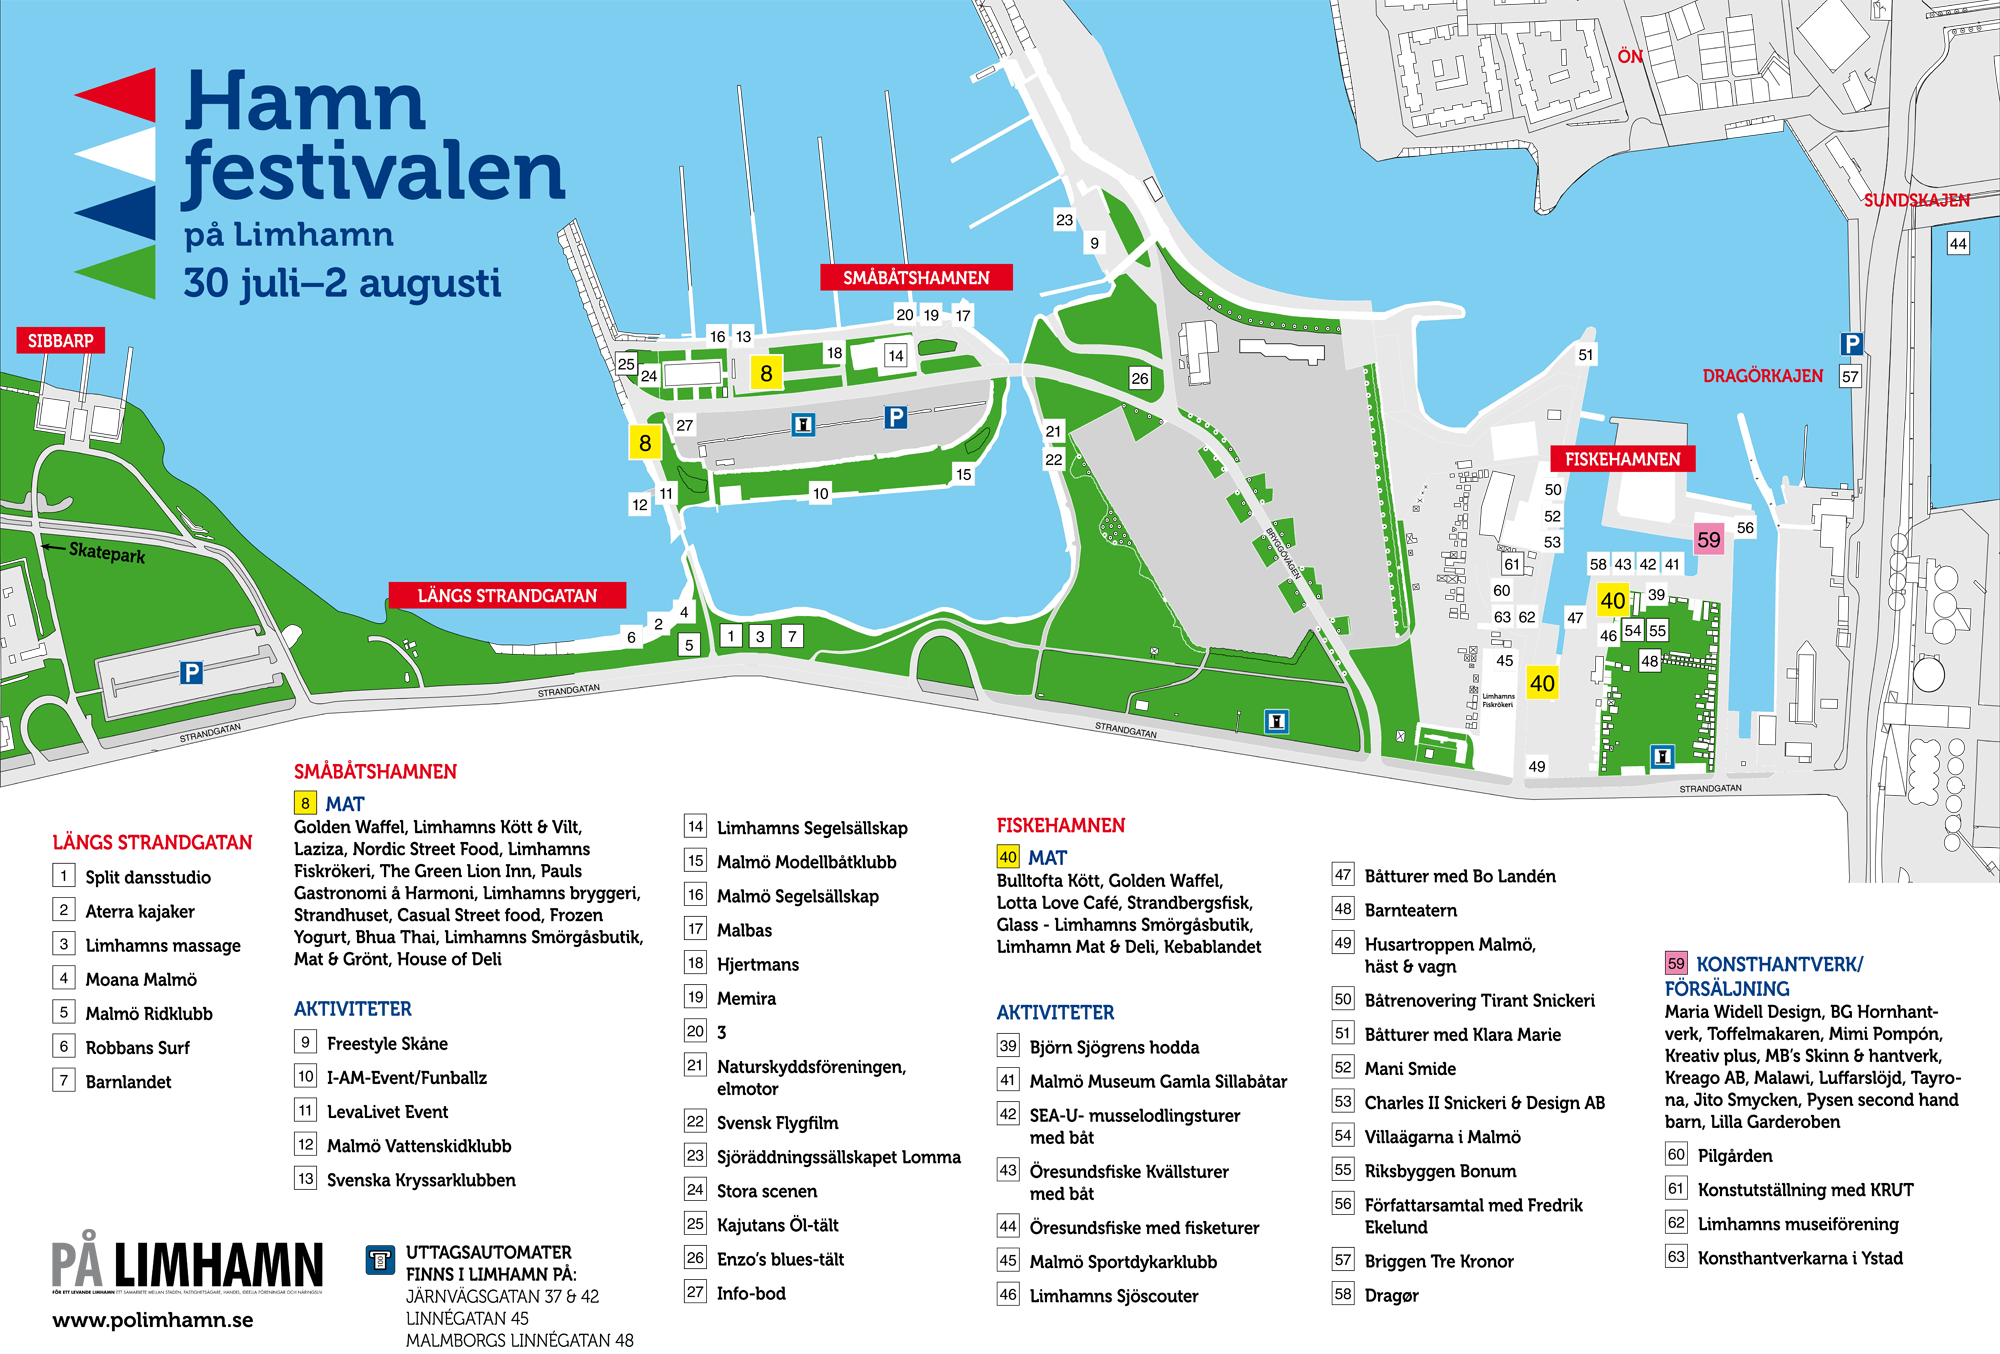 Hamn
festivalen
på Limhamn
30 juli–2 augusti
ÖN
SUNDSKAJEN
44
23
9
SMÅBÅTSHAMNEN
20
19
17
16
13
18
14
25
24
8
26
27
P
8
21
22
15
10
11
12
SIBBARP
Skatepark
P
LÄNGS STRANDGATAN
4
2
6
5
1
3
7
STRANDGATAN
STRANDGATAN
STRANDGATAN
STRANDGATAN
BRYGGOVÄGEN
51
P
57
DRAGÖRKAJEN
FISKEHAMNEN
50
52
53
56
59
61
58
43
42
41
60
40
39
63
62
47
46
54
55
45
48
40
Limhamns
Fiskrökeri
49
LÄNGS STRANDGATAN
1 Split dansstudio
2 Aterra kajaker
3 Limhamns massage
4 Moana Malmö
5 Malmö Ridklubb
6 Robbans Surf
7 Barnlandet
SMÅBÅTSHAMNEN
8 MAT
Golden Waffel, Limhamns Kött & Vilt,
Laziza, Nordic Street Food, Limhamns
Fiskrökeri, The Green Lion Inn, Pauls
Gastronomi å Harmoni, Limhamns bryggeri,
Strandhuset, Casual Street food, Frozen
Yogurt, Bhua Thai, Limhamns Smörgåsbutik,
Mat & Grönt, House of Deli
AKTIVITETER
9 Freestyle Skåne
10 I-AM-Event/Funballz
11 LevaLivet Event
12 Malmö Vattenskidklubb
13 Svenska Kryssarklubben
14 Limhamns Segelsällskap
15 Malmö Modellbåtklubb
16 Malmö Segelsällskap
17 Malbas
18 Hjertmans
19 Memira
20 3
21 Naturskyddsföreningen,
elmotor
22 Svensk Flygfilm
23 Sjöräddningssällskapet Lomma
24 Stora scenen
25 Kajutans Öl-tält
26 Enzo's blues-tält
27 Info-bod
FISKEHAMNEN
40 MAT
Bulltofta Kött, Golden Waffel,
Lotta Love Café, Strandbergsfisk,
Glass - Limhamns Smörgåsbutik,
Limhamn Mat & Deli, Kebablandet
AKTIVITETER
39 Björn Sjögrens hodda
41 Malmö Museum Gamla Sillabåtar
42 SEA-U- musselodlingsturer
med båt
43 Öresundsfiske Kvällsturer
med båt
44 Öresundsfiske med fisketurer
45 Malmö Sportdykarklubb
46 Limhamns Sjöscouter
47 Båtturer med Bo Landén
48 Barnteatern
49 Husartroppen Malmö,
häst & vagn
50 Båtrenovering Tirant Snickeri
51 Båtturer med Klara Marie
52 Mani Smide
53 Charles II Snickeri & Design AB
54 Villaägarna i Malmö
55 Riksbyggen Bonum
56 Författarsamtal med Fredrik
Ekelund
57 Briggen Tre Kronor
58 Dragør
59 KONSTHANTVERK/
FÖRSÄLJNING
Maria Widell Design, BG Hornhant-
verk, Toffelmakaren, Mimi Pompón,
Kreativ plus, MB's Skinn & hantverk,
Kreago AB, Malawi, Luffarslöjd, Tayro-
na, Jito Smycken, Pysen second hand
barn, Lilla Garderoben
60 Pilgården
61 Konstutställning med KRUT
62 Limhamns museiförening
63 Konsthantverkarna i Ystad
PÅ LIMHAMN
FÖR ETT LEVANDE LIMHAMN ETT SAMARBETE MELLAN STADEN, FASTIGHETSÄGARE, HANDEL, IDEELLA FÖRENINGAR OCH NÄRINGSLIV
www.polimhamn.se
UTTAGSAUTOMATER
FINNS I LIMHAMN PÅ:
JÄRNVÄGSGATAN 37 & 42
LINNÉGATAN 45
MALMBORGS LINNÉGATAN 48